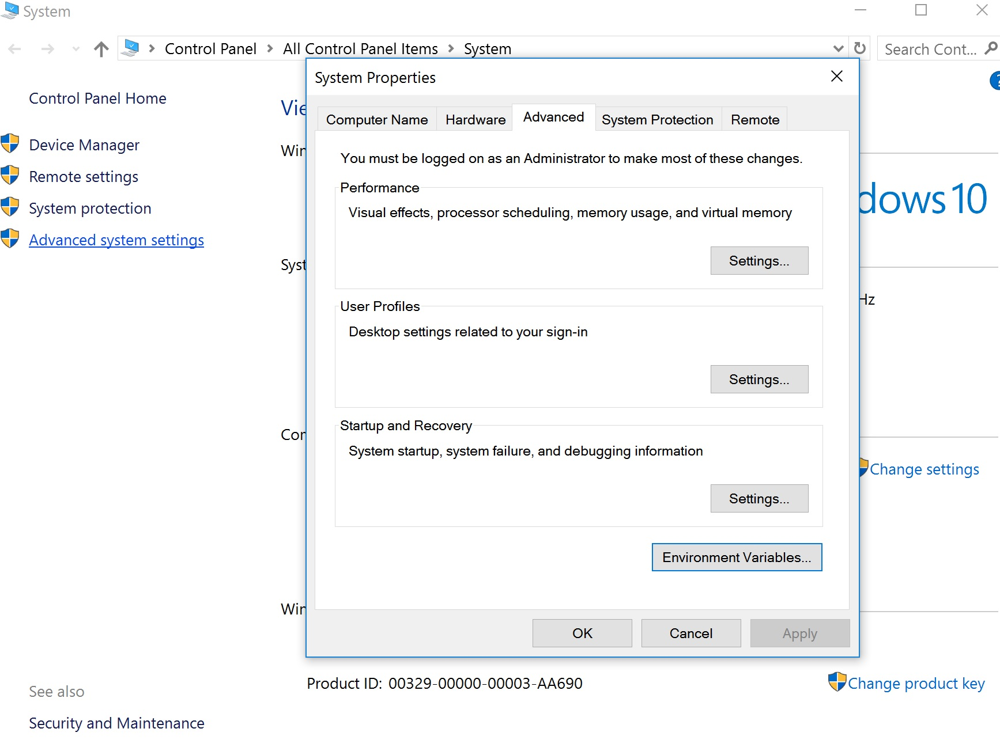 System
Control Panel > All Control Panel Items > System
Search Cont...
Control Panel Home
Device Manager
Remote settings
System protection
Advanced system settings
System Properties
Computer Name
Hardware
Advanced
System Protection
Remote
You must be logged on as an Administrator to make most of these changes.
Performance
Visual effects, processor scheduling, memory usage, and virtual memory
Settings...
User Profiles
Desktop settings related to your sign-in
Settings...
Startup and Recovery
System startup, system failure, and debugging information
Settings...
Environment Variables...
OK
Cancel
Apply
dows 10
Hz
Change settings
Product ID: 00329-00000-00003-AA690
Change product key
See also
Security and Maintenance